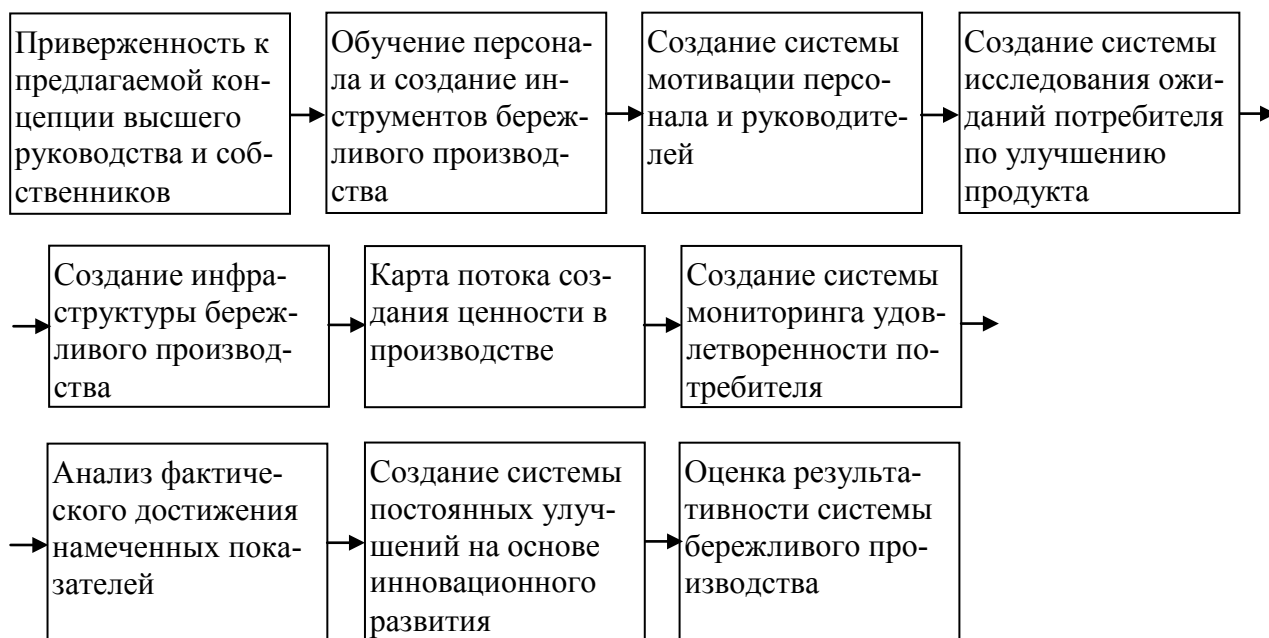 Приверженность к
предлагаемой кон-
цепции высшего
руководства и соб-
ственников
Обучение персона-
ла и создание ин-
струментов береж-
ливого производ-
ства
Создание системы
мотивации персо-
нала и руководите-
лей
Создание системы
исследования ожи-
даний потребителя
по улучшению
продукта
Создание инфра-
структуры береж-
ливого производ-
ства
Карта потока соз-
дания ценности в
производстве
Создание системы
мониторинга удов-
летворенности по-
требителя
Анализ фактиче-
ского достижения
намеченных пока-
зателей
Создание системы
постоянных улуч-
шений на основе
инновационного
развития
Оценка результа-
тивности системы
бережливого про-
изводства